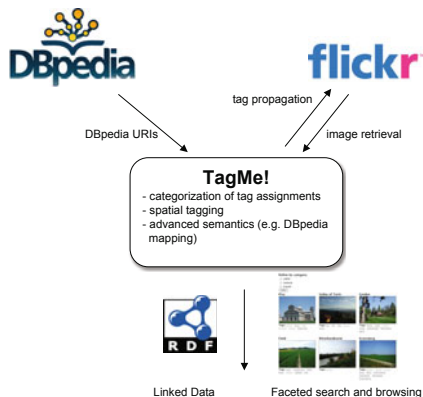 DBpedia
flickr
tag propagation
DBpedia URIs
image retrieval
TagMe!
- categorization of tag assignments
- spatial tagging
- advanced semantics (e.g. DBpedia
mapping)
RDF
Linked Data
Faceted search and browsing